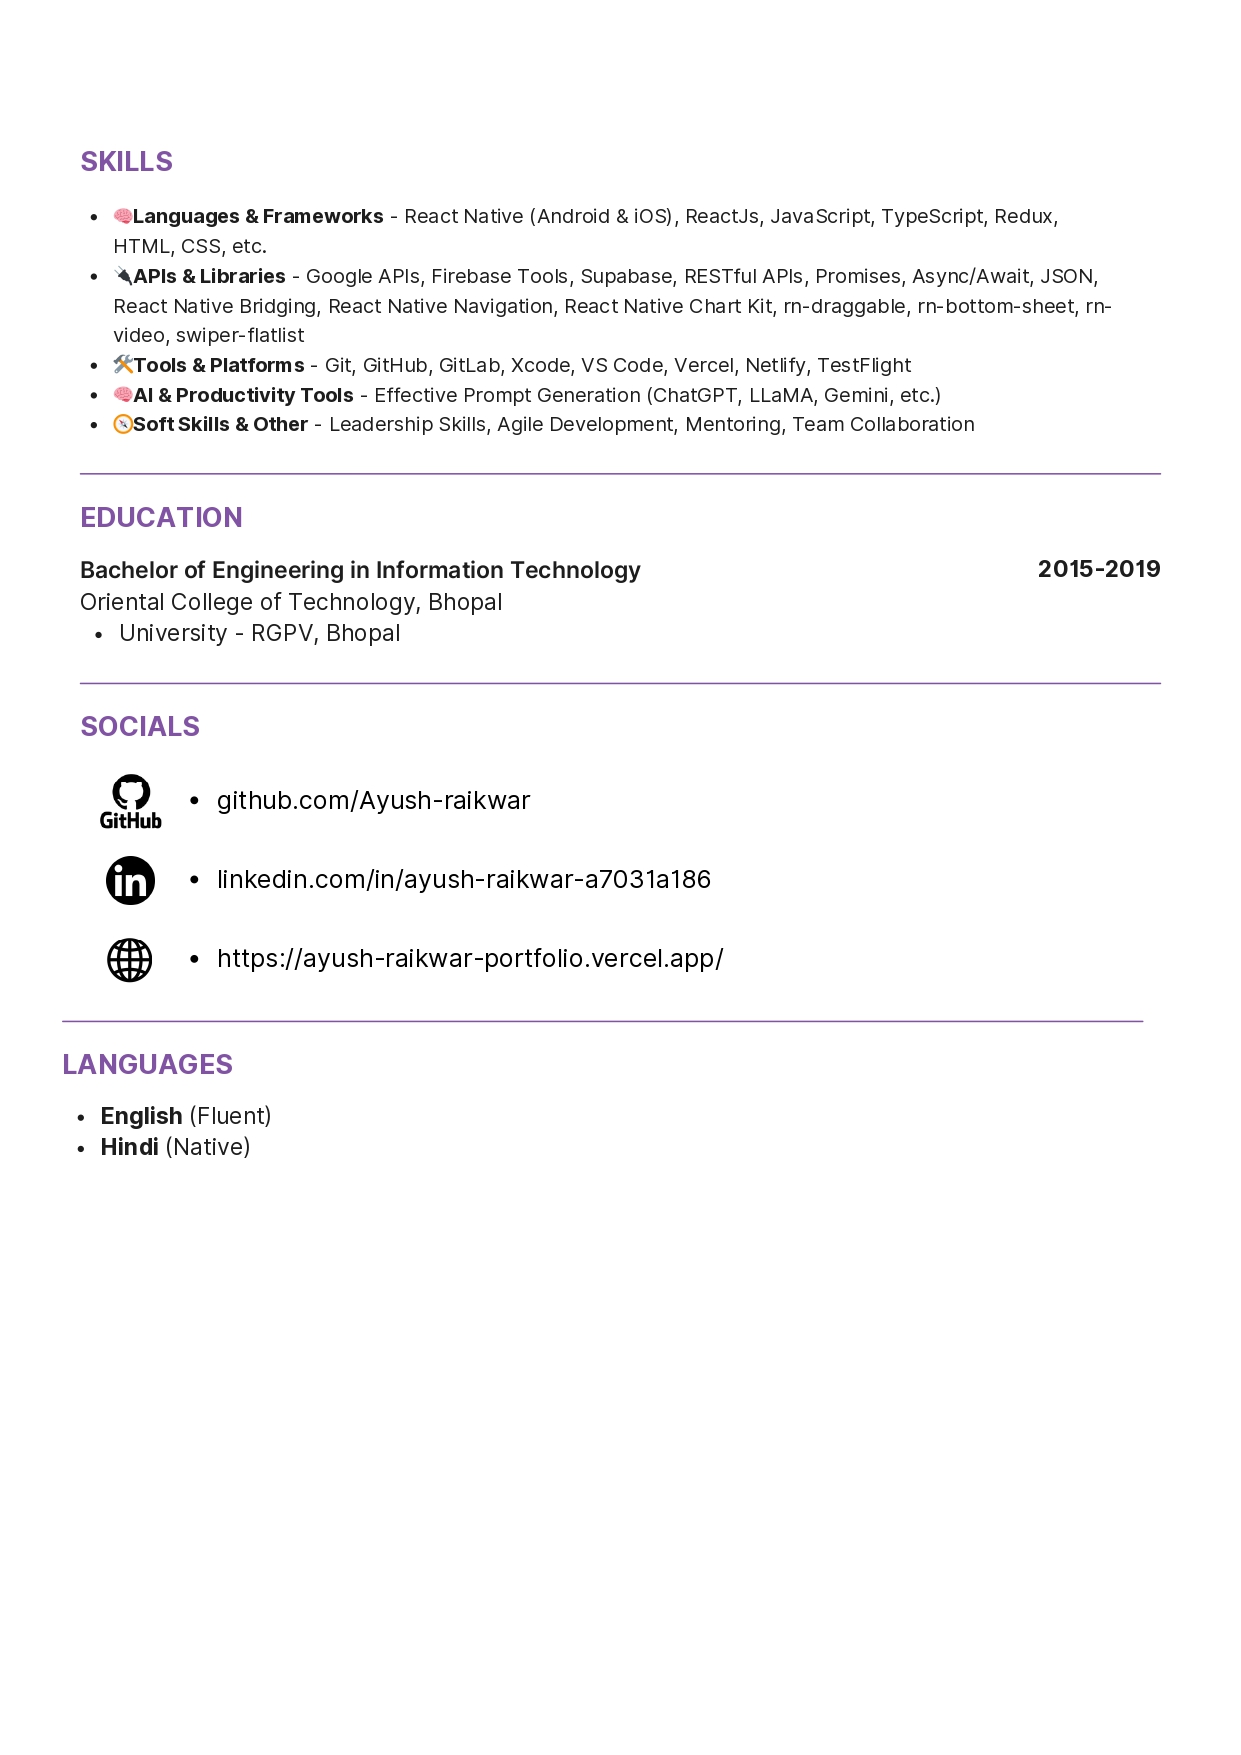 SKILLS
• 🧠Languages & Frameworks - React Native (Android & iOS), ReactJs, JavaScript, TypeScript, Redux,
HTML, CSS, etc.
• 🔌APIs & Libraries - Google APIs, Firebase Tools, Supabase, RESTful APIs, Promises, Async/Await, JSON,
React Native Bridging, React Native Navigation, React Native Chart Kit, rn-draggable, rn-bottom-sheet, rn-
video, swiper-flatlist
• 🛠️Tools & Platforms - Git, GitHub, GitLab, Xcode, VS Code, Vercel, Netlify, TestFlight
• 🧠AI & Productivity Tools - Effective Prompt Generation (ChatGPT, LLaMA, Gemini, etc.)
• 🧭Soft Skills & Other - Leadership Skills, Agile Development, Mentoring, Team Collaboration
EDUCATION
Bachelor of Engineering in Information Technology 2015-2019
Oriental College of Technology, Bhopal
• University - RGPV, Bhopal
SOCIALS
GitHub • github.com/Ayush-raikwar
in • linkedin.com/in/ayush-raikwar-a7031a186
• https://ayush-raikwar-portfolio.vercel.app/
LANGUAGES
• English (Fluent)
• Hindi (Native)